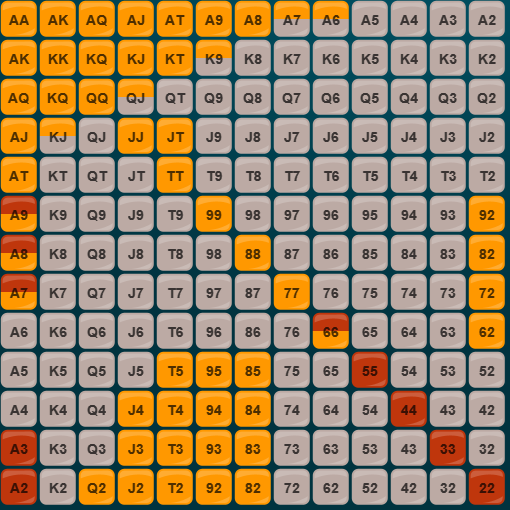 AA AK AQ AJ AT A9 A8 A7 A6 A5 A4 A3 A2
AK KK KQ KJ KT K9 K8 K7 K6 K5 K4 K3 K2
AQ KQ QQ QJ QT Q9 Q8 Q7 Q6 Q5 Q4 Q3 Q2
AJ KJ QJ JJ JT J9 J8 J7 J6 J5 J4 J3 J2
AT KT QT JT TT T9 T8 T7 T6 T5 T4 T3 T2
A9 K9 Q9 J9 T9 99 98 97 96 95 94 93 92
A8 K8 Q8 J8 T8 98 88 87 86 85 84 83 82
A7 K7 Q7 J7 T7 97 87 77 76 75 74 73 72
A6 K6 Q6 J6 T6 96 86 76 66 65 64 63 62
A5 K5 Q5 J5 T5 95 85 75 65 55 54 53 52
A4 K4 Q4 J4 T4 94 84 74 64 54 44 43 42
A3 K3 Q3 J3 T3 93 83 73 63 53 43 33 32
A2 K2 Q2 J2 T2 92 82 72 62 52 42 32 22